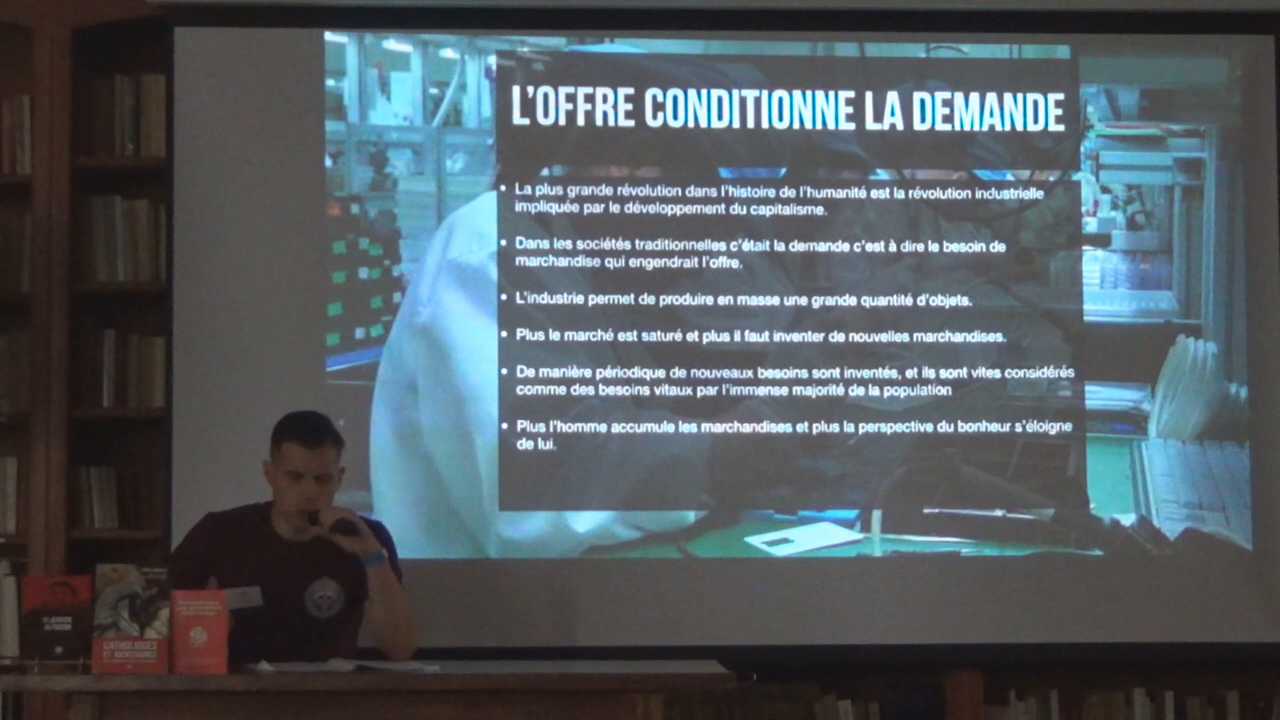 L'OFFRE CONDITIONNE LA DEMANDE
• La plus grande révolution dans l'histoire de l'humanité est la révolution industrielle
impliquée par le développement du capitalisme.
• Dans les sociétés traditionnelles c'était la demande c'est à dire le besoin de
marchandise qui engendrait l'offre.
• L'industrie permet de produire en masse une grande quantité d'objets.
• Plus le marché est saturé et plus il faut inventer de nouvelles marchandises.
• De manière périodique de nouveaux besoins sont inventés, et ils sont vites considérés
comme des besoins vitaux par l'immense majorité de la population
• Plus l'homme accumule les marchandises et plus la perspective du bonheur s'éloigne
de lui.
CATHOLIQUES
ET IDENTITAIRES